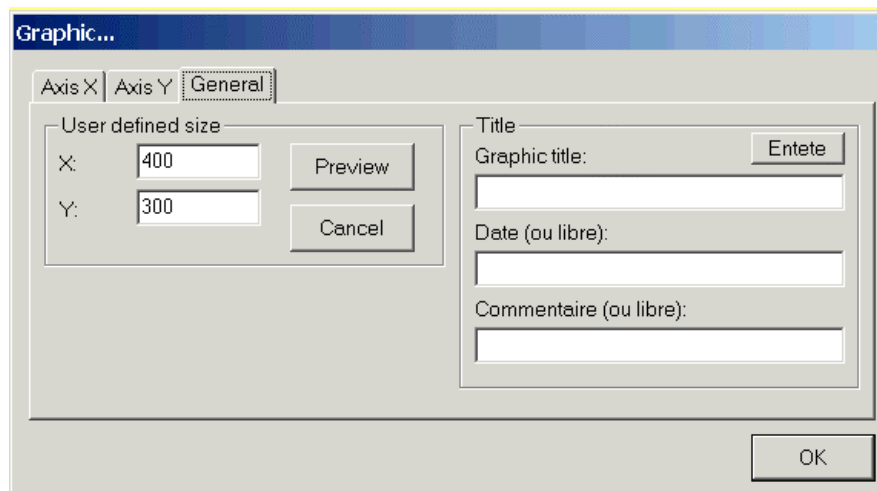 Graphic...
Axis X Axis Y General
User defined size
X: 400
Preview
Y: 300
Cancel
Title
Graphic title: Entete
Date (ou libre):
Commentaire (ou libre):
OK